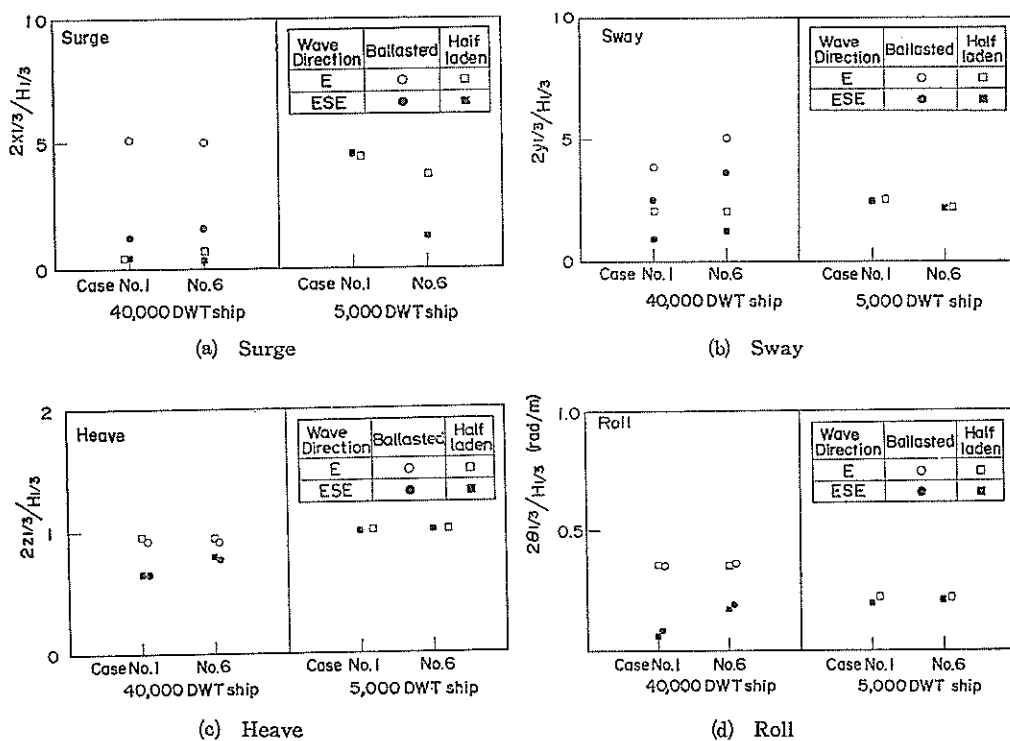 Surge
10
5
0
2x1/3/H1/3
Wave Direction Ballasted Half laden
E
ESE
Case No.1 No.6 Case No.1 No.6
40,000 DWT ship 5,000 DWT ship
(a) Surge
Sway
10
5
0
2y1/3/H1/3
Wave Direction Ballasted Half laden
E
ESE
Case No.1 No.6 Case No.1 No.6
40,000 DWT ship 5,000 DWT ship
(b) Sway
Heave
2
1
0
2z1/3/H1/3
Wave Direction Ballasted Half laden
E
ESE
Case No.1 No.6 Case No.1 No.6
40,000 DWT ship 5,000 DWT ship
(c) Heave
Roll
1.0
0.5
2θ1/3/H1/3 (rad/m)
Wave Direction Ballasted Half laden
E
ESE
Case No.1 No.6 Case No.1 No.6
40,000 DWT ship 5,000 DWT ship
(d) Roll